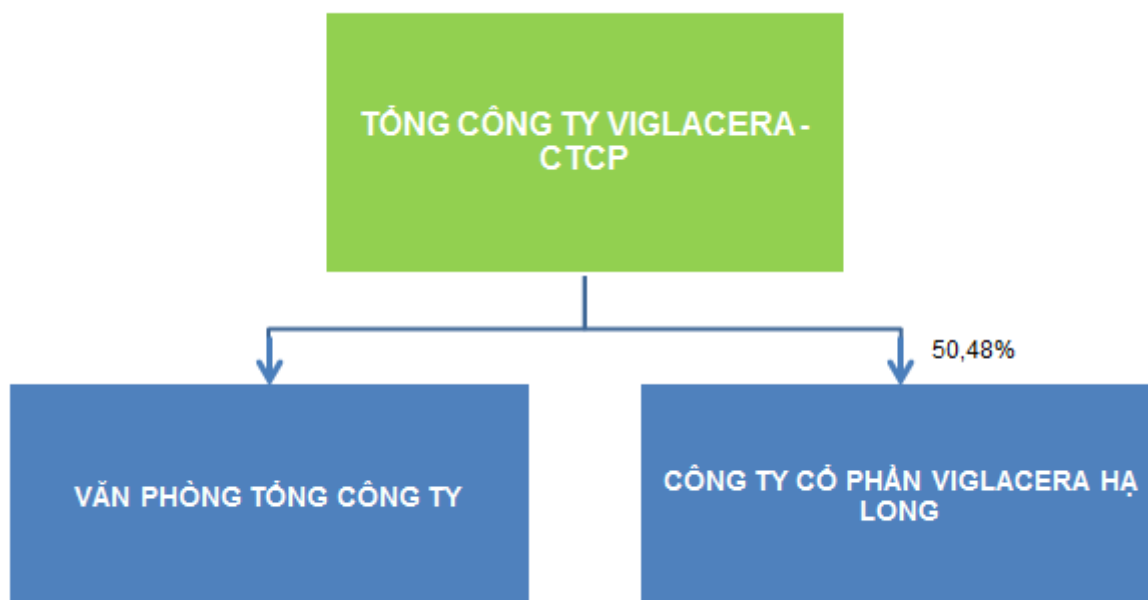 TỔNG CÔNG TY VIGLACERA -
CTCP
50,48%
VĂN PHÒNG TỔNG CÔNG TY
CÔNG TY CỔ PHẦN VIGLACERA HẠ
LONG